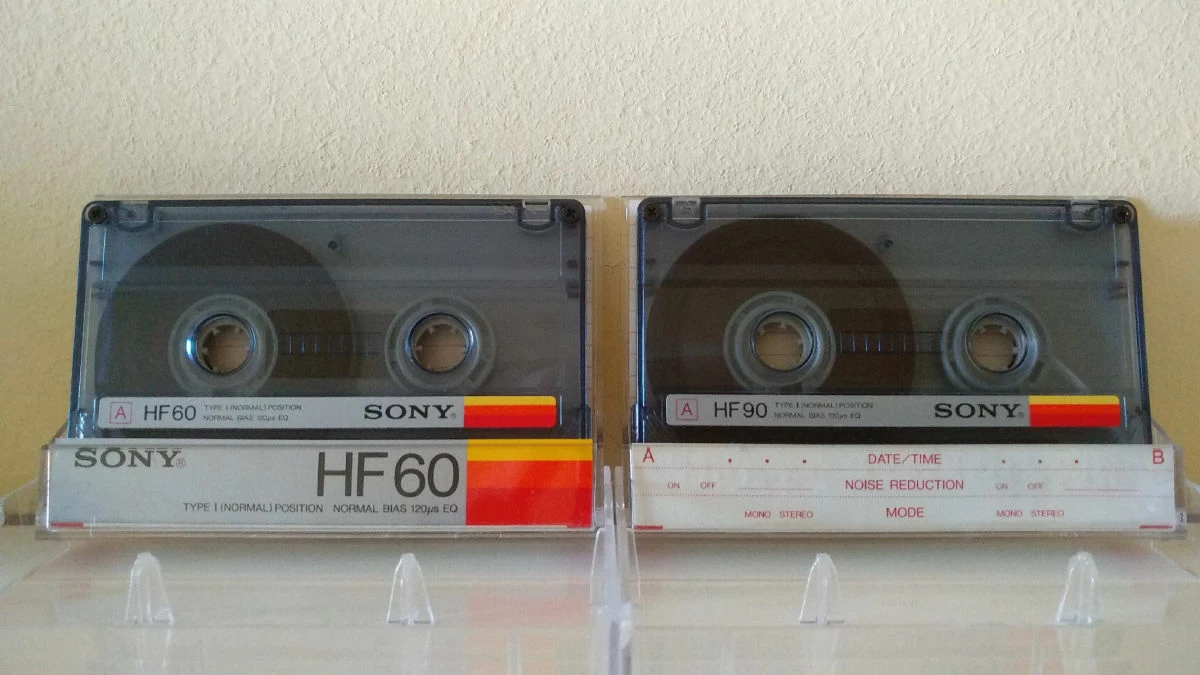 A HF60 TYPE I (NORMAL) POSITION
NORMAL BIAS 120μs EQ
SONY®
SONY®
HF60
TYPE I (NORMAL) POSITION NORMAL BIAS 120μs EQ
A HF90 TYPE I (NORMAL) POSITION
NORMAL BIAS 120μs EQ
SONY®
A DATE/TIME B
ON OFF NOISE REDUCTION ON OFF
MONO STEREO MODE MONO STEREO